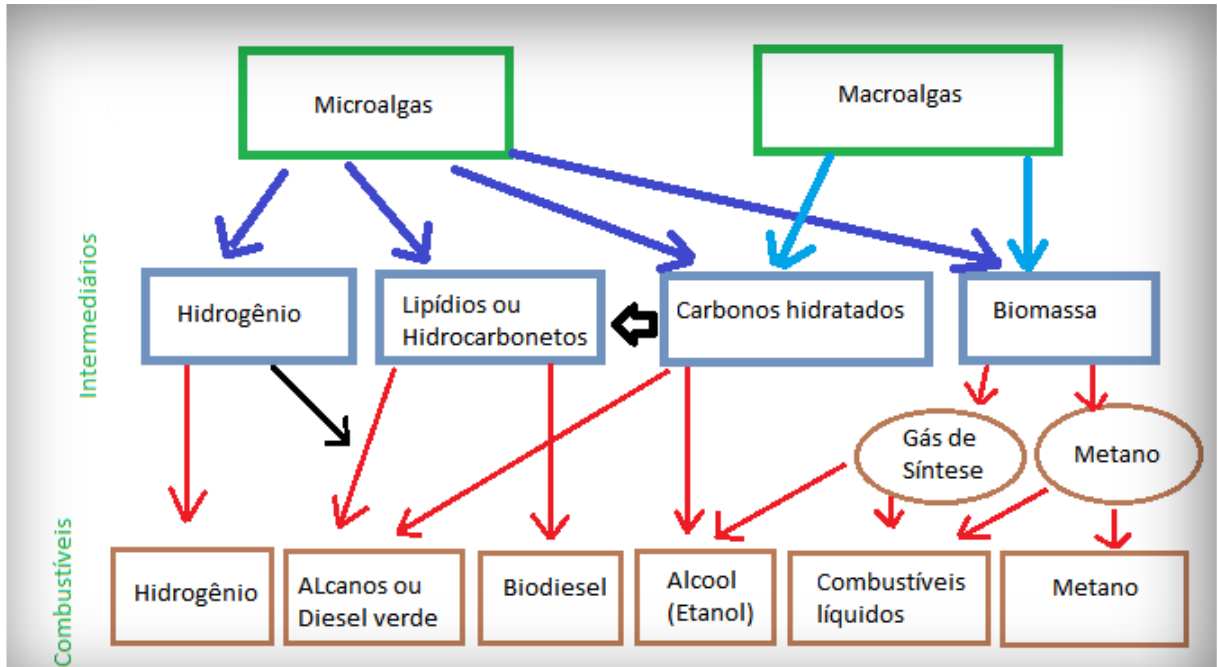 Microalgas
Macroalgas
Intermediários
Hidrogênio
Lipídios ou
Hidrocarbonetos
Carbonos hidratados
Biomassa
Gás de
Síntese
Metano
Combustíveis
Hidrogênio
ALcanos ou
Diesel verde
Biodiesel
Alcool
(Etanol)
Combustíveis
líquidos
Metano